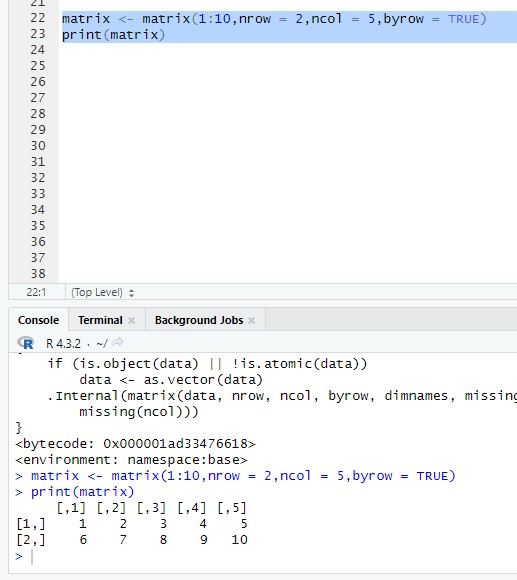 21
22 matrix <- matrix(1:10,nrow = 2,ncol = 5,byrow = TRUE)
23 print(matrix)
24
25
26
27
28
29
30
31
32
33
34
35
36
37
38
22:1 (Top Level)
Console Terminal × Background Jobs ×
R R 4.3.2 · ~/
if (is.object(data) || !is.atomic(data))
data <- as.vector(data)
.Internal(matrix(data, nrow, ncol, byrow, dimnames, missing
missing(ncol)))
}
<bytecode: 0x000001ad33476618>
<environment: namespace:base>
> matrix <- matrix(1:10,nrow = 2,ncol = 5,byrow = TRUE)
> print(matrix)
[,1] [,2] [,3] [,4] [,5]
[1,] 1 2 3 4 5
[2,] 6 7 8 9 10
>